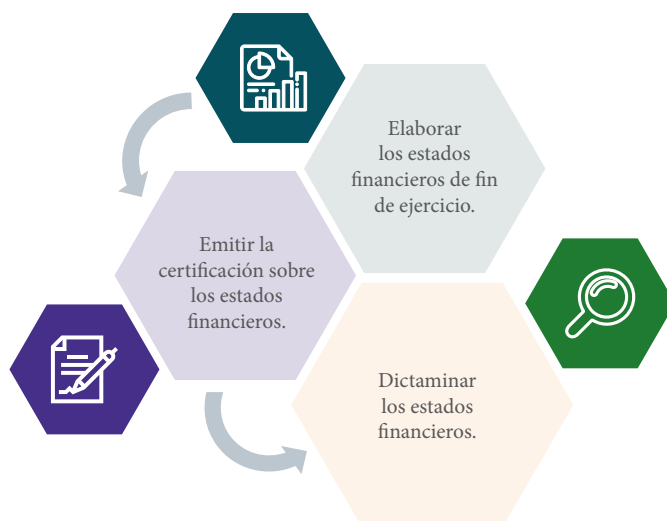 Elaborar
los estados
financieros de fin
de ejercicio.
Emitir la
certificación sobre
los estados
financieros.
Dictaminar
los estados
financieros.